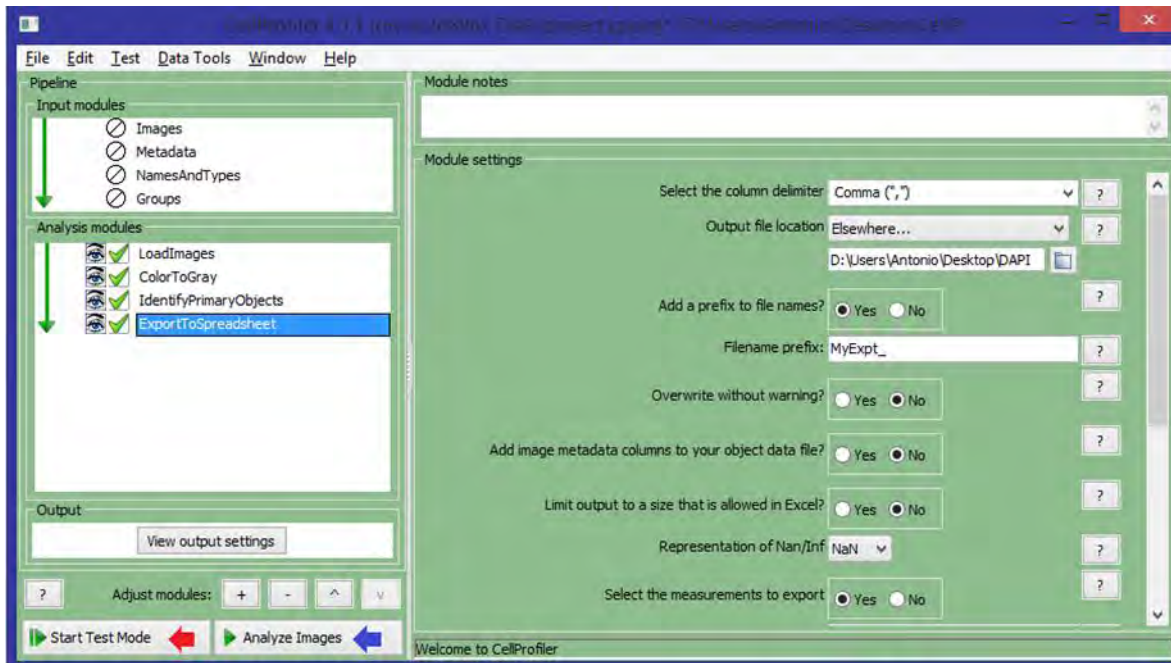 File Edit Test Data Tools Window Help
Pipeline
Input modules
Images
Metadata
NamesAndTypes
Groups
Analysis modules
LoadImages
ColorToGray
IdentifyPrimaryObjects
ExportToSpreadsheet
Output
View output settings
? Adjust modules: + - ^ v
Start Test Mode
Analyze Images
Module notes
Module settings
Select the column delimiter Comma (",") ?
Output file location Elsewhere... ?
D:\Users\Antonio\Desktop\DAPI
Add a prefix to file names? Yes No ?
Filename prefix: MyExpt_ ?
Overwrite without warning? Yes No ?
Add image metadata columns to your object data file? Yes No ?
Limit output to a size that is allowed in Excel? Yes No ?
Representation of Nan/Inf NaN ?
Select the measurements to export Yes No ?
Welcome to CellProfiler